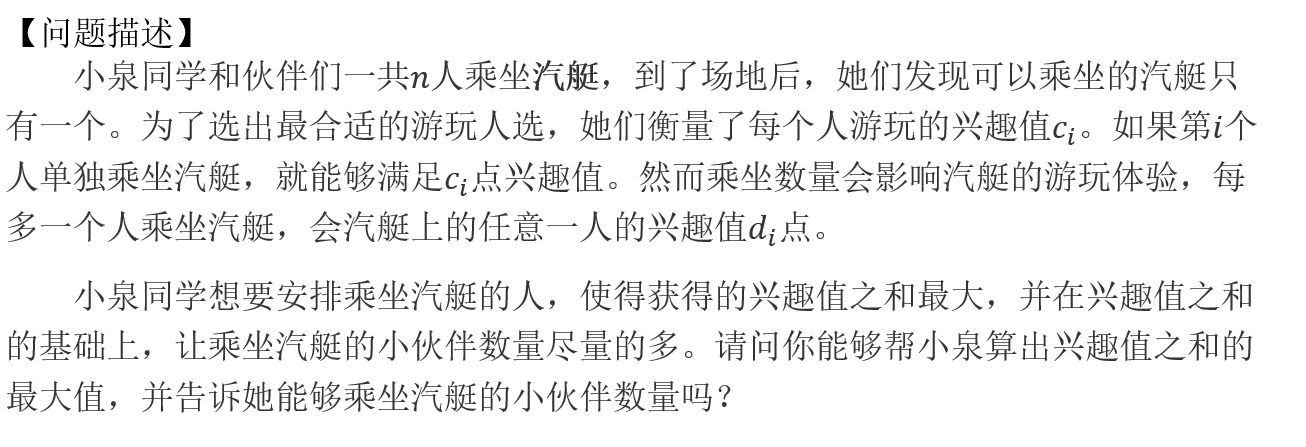 【问题描述】
小泉同学和伙伴们一共n人乘坐汽艇，到了场地后，她们发现可以乘坐的汽艇只
有一个。为了选出最合适的游玩人选，她们衡量了每个人游玩的兴趣值cᵢ。如果第i个
人单独乘坐汽艇，就能够满足cᵢ点兴趣值。然而乘坐数量会影响汽艇的游玩体验，每
多一个人乘坐汽艇，会汽艇上的任意一人的兴趣值dᵢ点。
小泉同学想要安排乘坐汽艇的人，使得获得的兴趣值之和最大，并在兴趣值之和
的基础上，让乘坐汽艇的小伙伴数量尽量的多。请问你能够帮小泉算出兴趣值之和的
最大值，并告诉她能够乘坐汽艇的小伙伴数量吗？